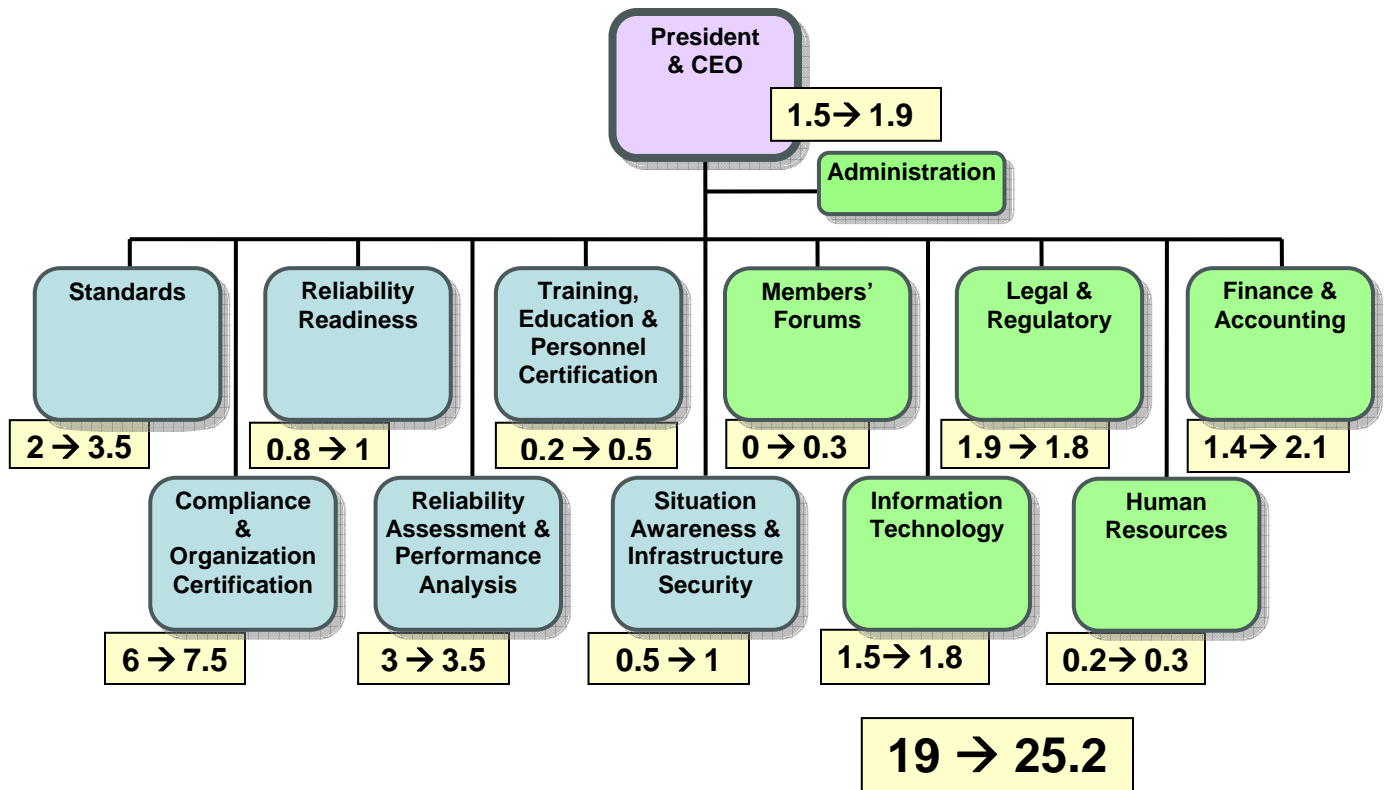 President
& CEO
1.5→ 1.9
Administration
Standards
2 → 3.5
Reliability
Readiness
0.8 → 1
Training,
Education &
Personnel
Certification
0.2 → 0.5
Members’
Forums
0 → 0.3
Legal &
Regulatory
1.9 → 1.8
Finance &
Accounting
1.4→ 2.1
Compliance
&
Organization
Certification
6 → 7.5
Reliability
Assessment &
Performance
Analysis
3 → 3.5
Situation
Awareness &
Infrastructure
Security
0.5 → 1
Information
Technology
1.5→ 1.8
Human
Resources
0.2→ 0.3
19 → 25.2